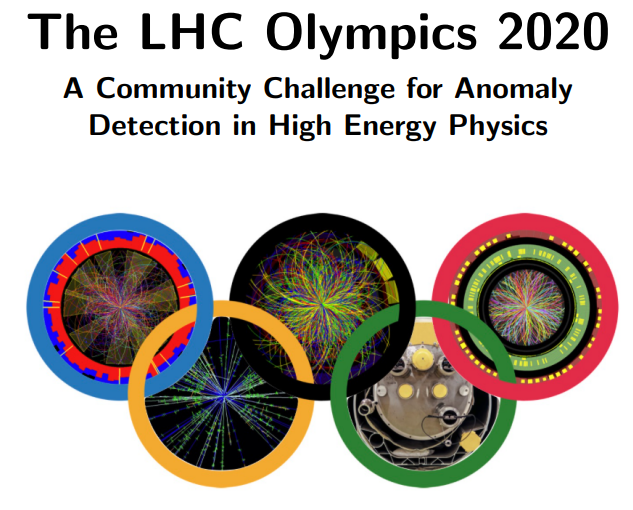 The LHC Olympics 2020
A Community Challenge for Anomaly
Detection in High Energy Physics